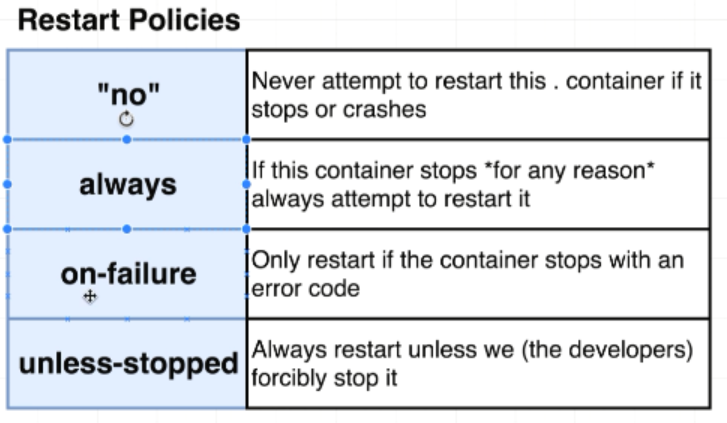 Restart Policies
"no"
Never attempt to restart this . container if it
stops or crashes
always
If this container stops *for any reason*
always attempt to restart it
on-failure
Only restart if the container stops with an
error code
unless-stopped
Always restart unless we (the developers)
forcibly stop it